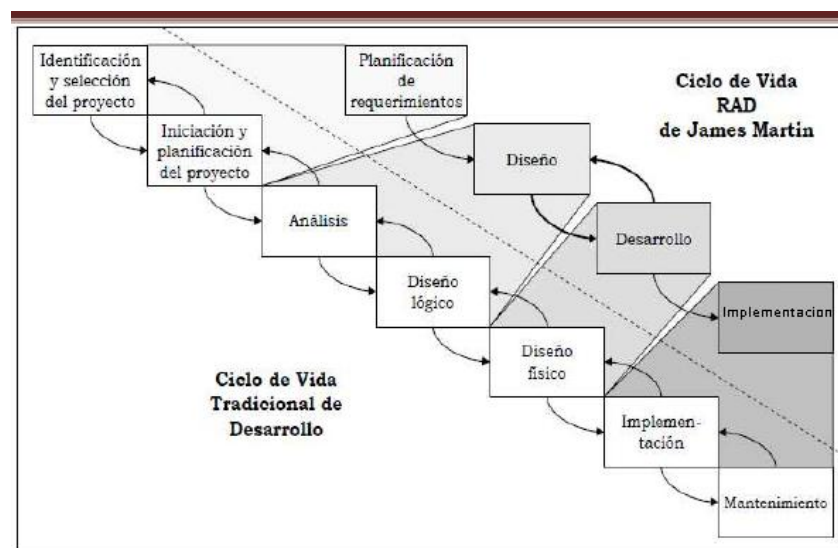 Identificación
y selección
del proyecto
Planificación
de
requerimientos
Ciclo de Vida
RAD
de James Martin
Iniciación y
planificación
del proyecto
Diseño
Análisis
Desarrollo
Diseño
lógico
Implementacion
Diseño
físico
Ciclo de Vida
Tradicional de
Desarrollo
Implemen-
tación
Mantenimiento